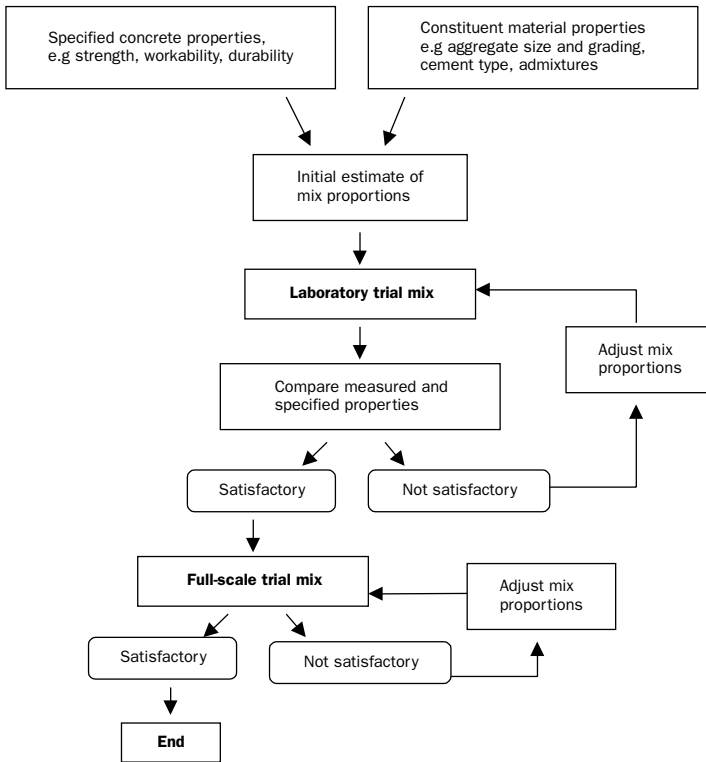 Specified concrete properties,
e.g strength, workability, durability
Constituent material properties
e.g aggregate size and grading,
cement type, admixtures
Initial estimate of
mix proportions
Laboratory trial mix
Adjust mix
proportions
Compare measured and
specified properties
Satisfactory
Not satisfactory
Full-scale trial mix
Adjust mix
proportions
Satisfactory
Not satisfactory
End